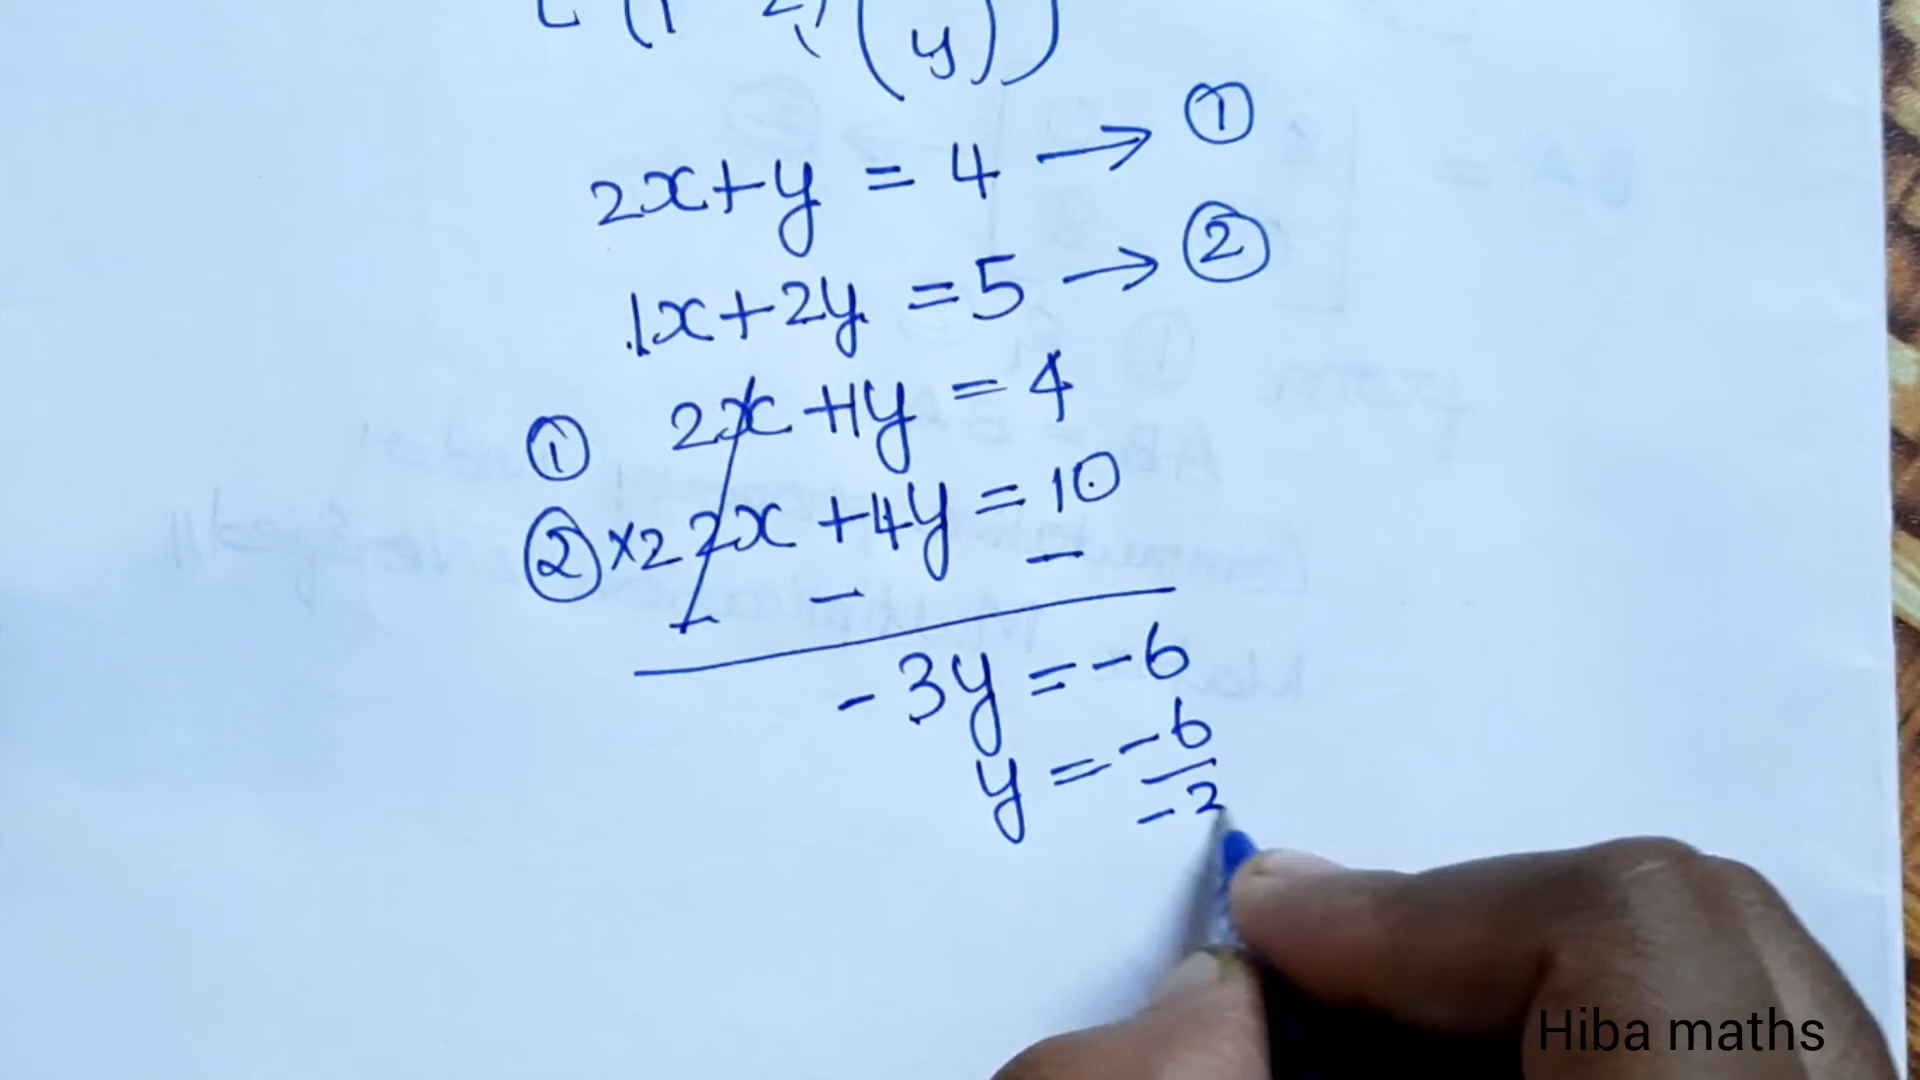 y
2x+y = 4 → ①
1x+2y = 5 → ②
① 2x+1y = 4
② ×2 2x+4y = 10
- - -
-3y = -6
y = -6/-3
Hiba maths